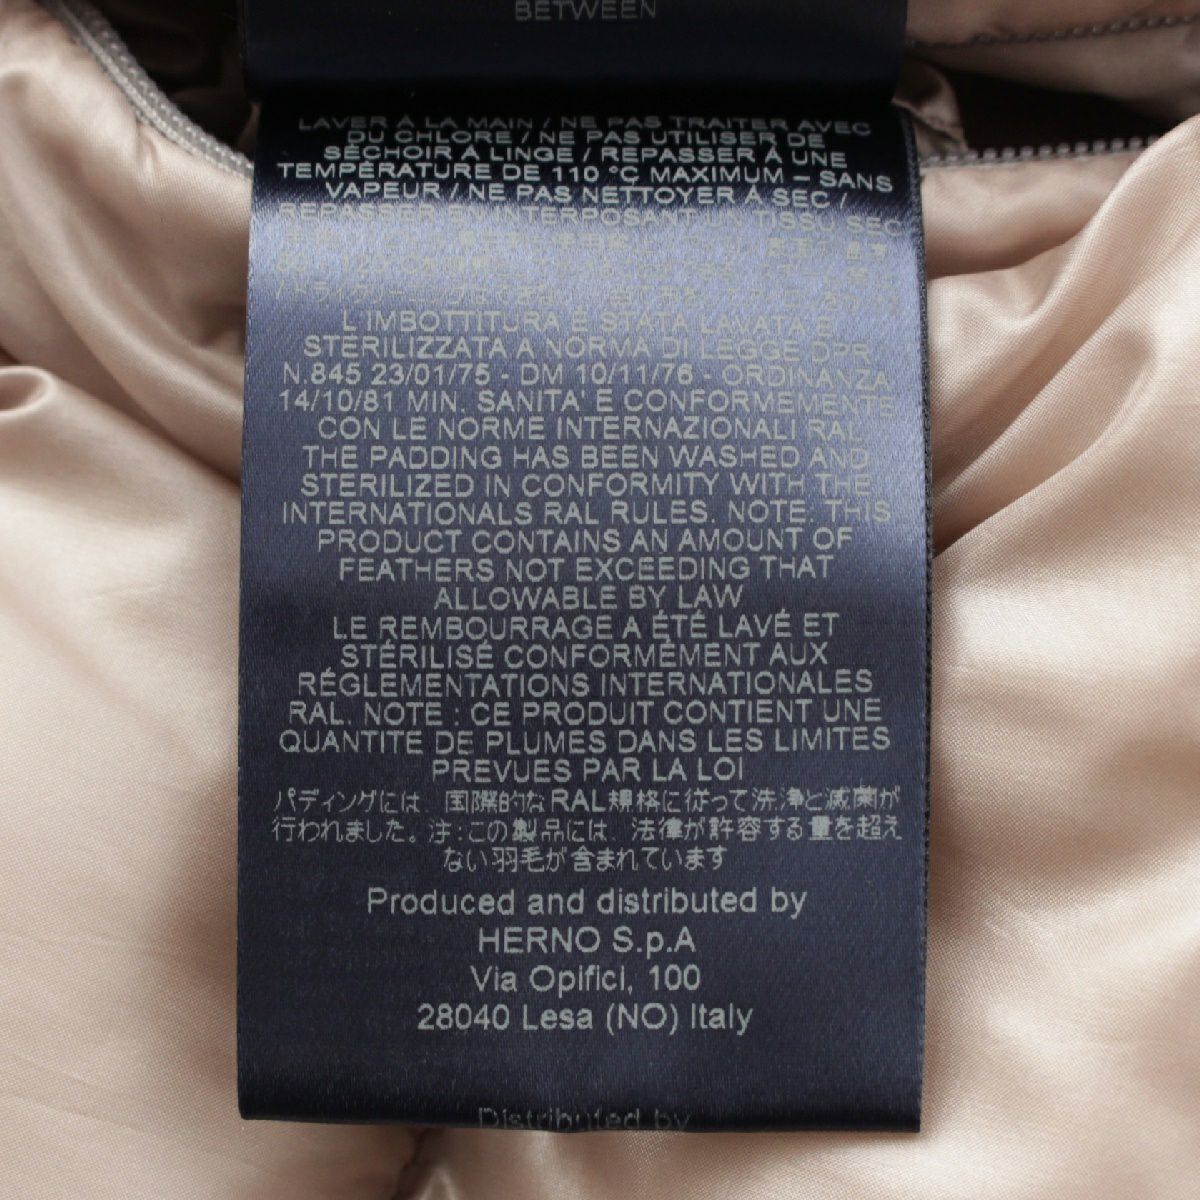 BETWEEN
LAVER À LA MAIN / NE PAS TRAITER AVEC
DU CHLORE / NE PAS UTILISER DE
SÉCHOIR À LINGE / REPASSER À UNE
TEMPÉRATURE DE 110 °C MAXIMUM – SANS
VAPEUR / NE PAS NETTOYER À SEC /
REPASSER EN INTERPOSANT UN TISSU SEC
L'IMBOTTITURA È STATA LAVATA E
STERILIZZATA A NORMA DI LEGGE DPR
N.845 23/01/75 - DM 10/11/76 - ORDINANZA
14/10/81 MIN. SANITA' E CONFORMEMENTE
CON LE NORME INTERNAZIONALI RAL
THE PADDING HAS BEEN WASHED AND
STERILIZED IN CONFORMITY WITH THE
INTERNATIONALS RAL RULES. NOTE. THIS
PRODUCT CONTAINS AN AMOUNT OF
FEATHERS NOT EXCEEDING THAT
ALLOWABLE BY LAW
LE REMBOURRAGE A ÉTÉ LAVÉ ET
STÉRILISÉ CONFORMÉMENT AUX
RÉGLEMENTATIONS INTERNATIONALES
RAL. NOTE : CE PRODUIT CONTIENT UNE
QUANTITÉ DE PLUMES DANS LES LIMITES
PREVUES PAR LA LOI
パディングには、国際的なRAL規格に従って洗浄と滅菌が
行われました。注：この製品には、法律が許容する量を超え
ない羽毛が含まれています
Produced and distributed by
HERNO S.p.A
Via Opifici, 100
28040 Lesa (NO) Italy
Distributed by